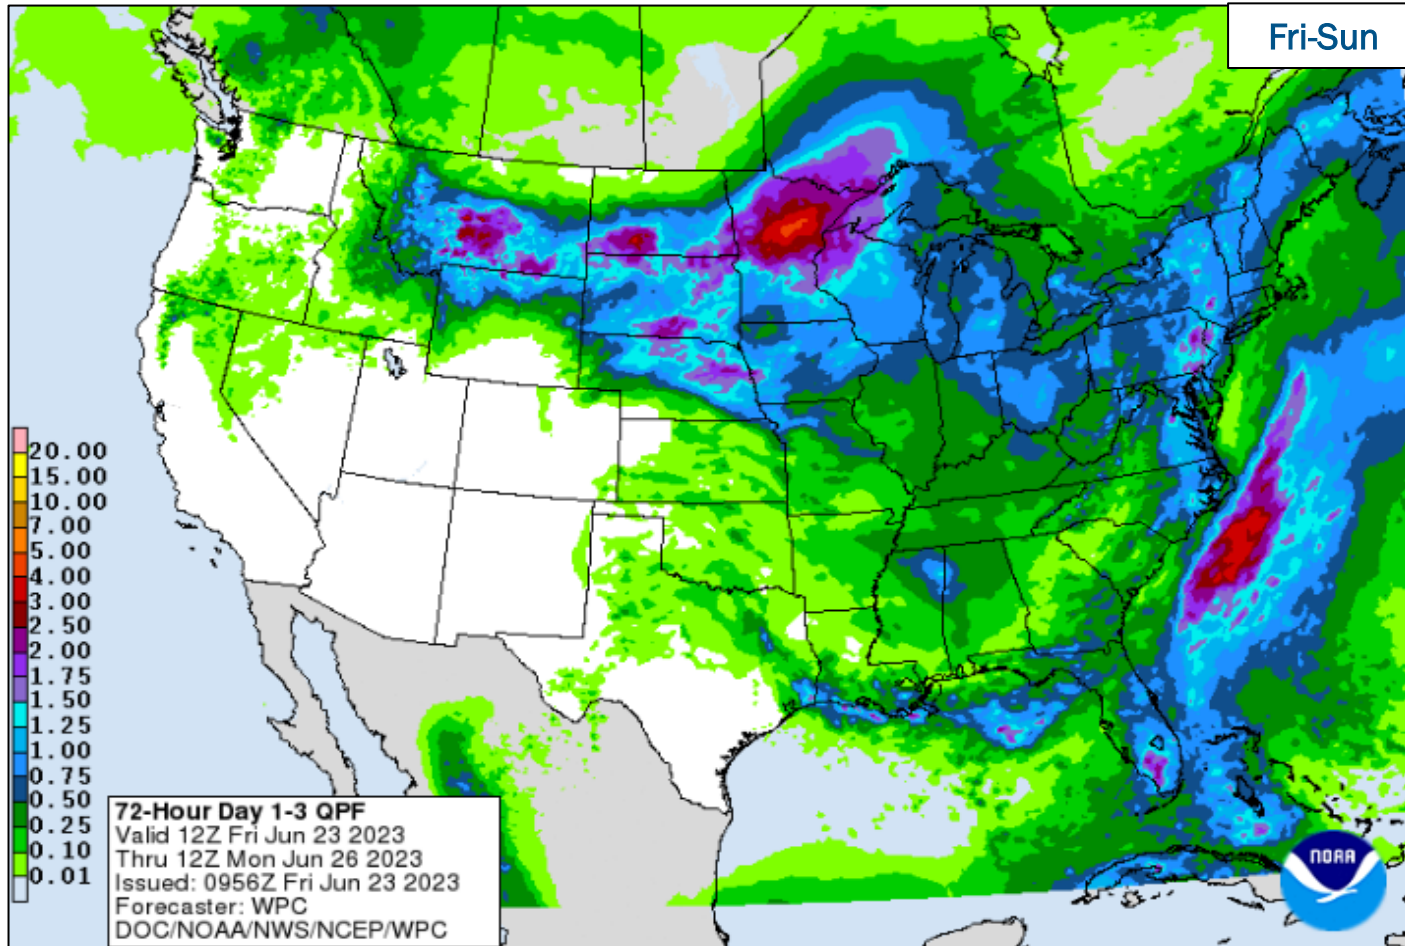 Fri-Sun
20.00
15.00
10.00
7.00
5.00
4.00
3.00
2.50
2.00
1.75
1.50
1.25
1.00
0.75
0.50
0.25
0.10
0.01
72-Hour Day 1-3 QPF
Valid 12Z Fri Jun 23 2023
Thru 12Z Mon Jun 26 2023
Issued: 0956Z Fri Jun 23 2023
Forecaster: WPC
DOC/NOAA/NWS/NCEP/WPC
NOAA